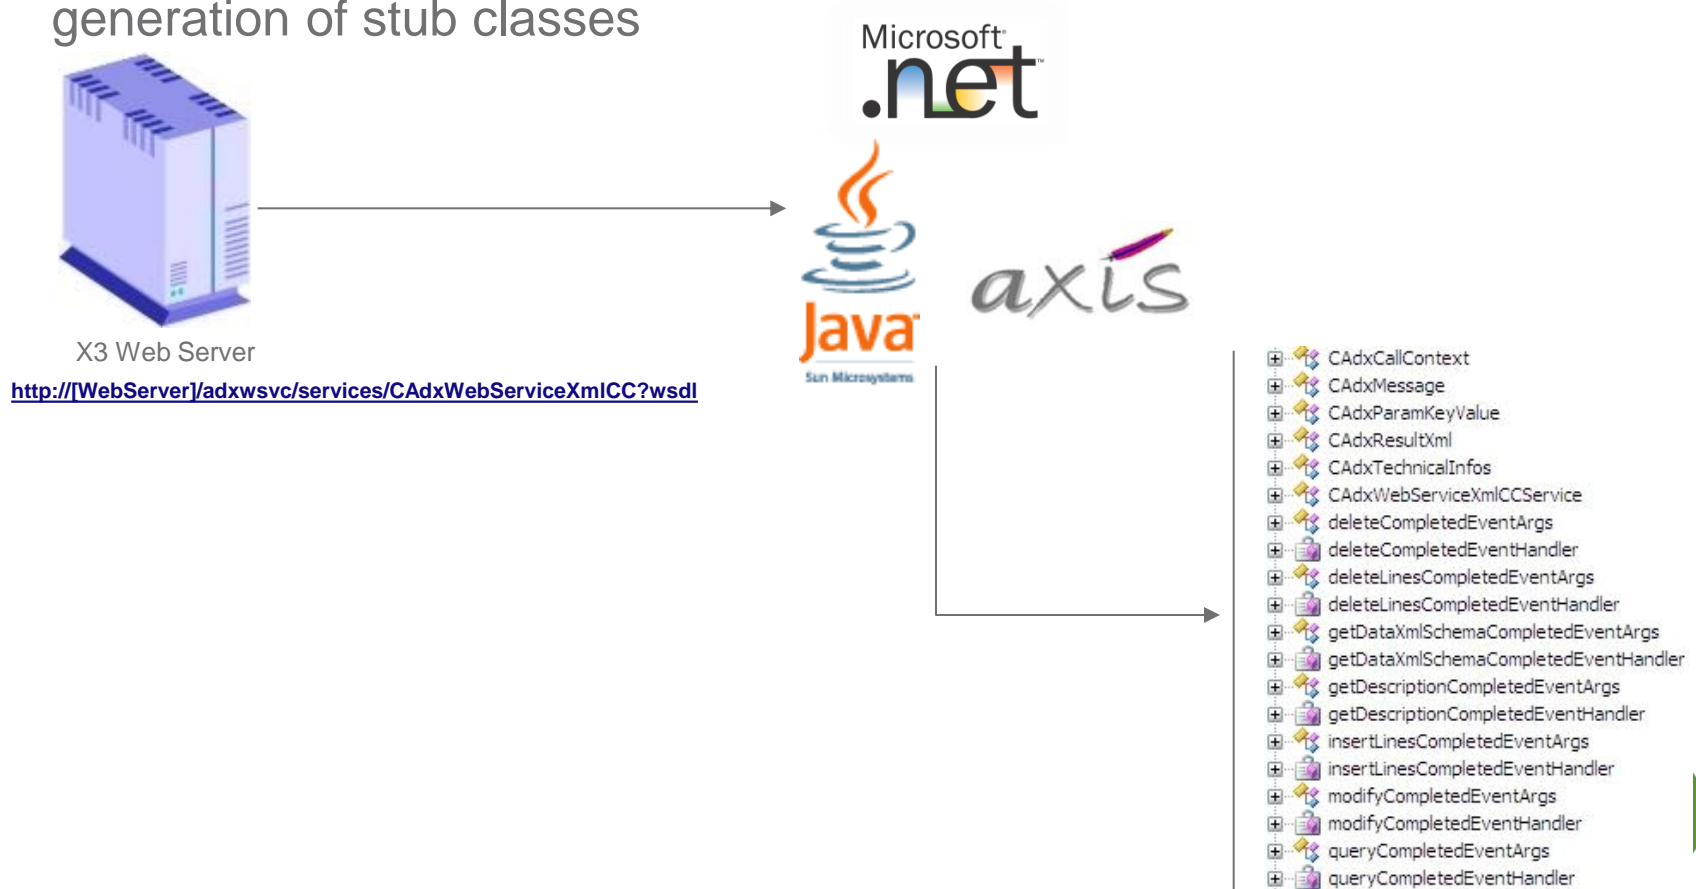 generation of stub classes
Microsoft
.net
Java
Sun Microsystems
axis
X3 Web Server
http://[WebServer]/adxwsvc/services/CAdxWebServiceXmlCC?wsdl
CAdxCallContext
CAdxMessage
CAdxParamKeyValue
CAdxResultXml
CAdxTechnicalInfos
CAdxWebServiceXmlCCService
deleteCompletedEventArgs
deleteCompletedEventHandler
deleteLinesCompletedEventArgs
deleteLinesCompletedEventHandler
getDataXmlSchemaCompletedEventArgs
getDataXmlSchemaCompletedEventHandler
getDescriptionCompletedEventArgs
getDescriptionCompletedEventHandler
insertLinesCompletedEventArgs
insertLinesCompletedEventHandler
modifyCompletedEventArgs
modifyCompletedEventHandler
queryCompletedEventArgs
queryCompletedEventHandler